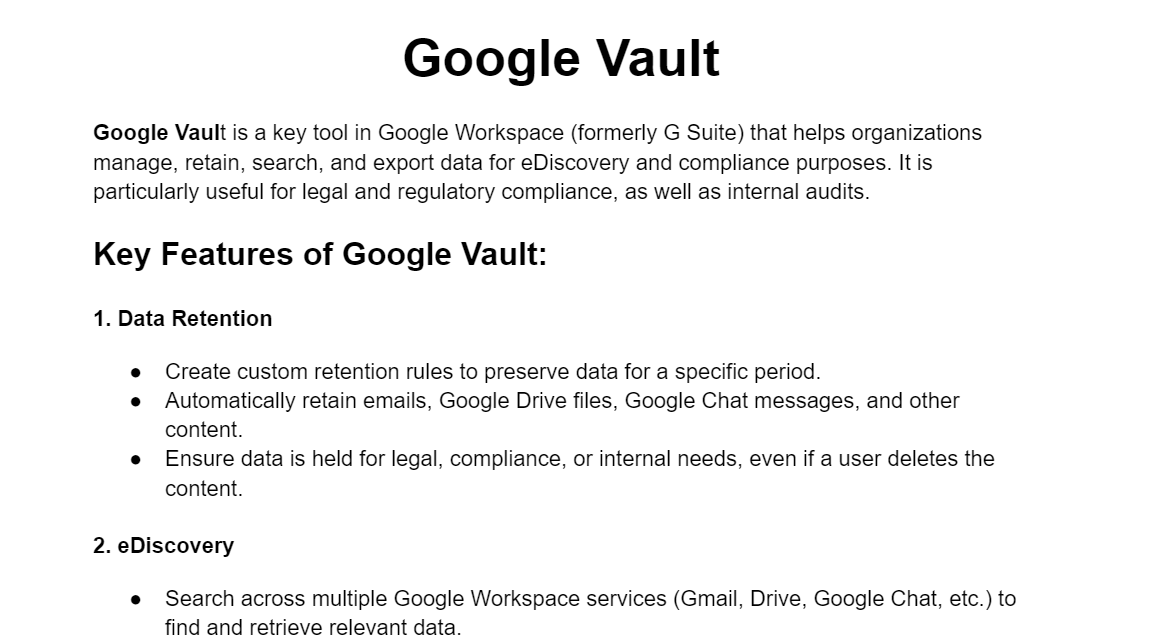 Google Vault
Google Vault is a key tool in Google Workspace (formerly G Suite) that helps organizations
manage, retain, search, and export data for eDiscovery and compliance purposes. It is
particularly useful for legal and regulatory compliance, as well as internal audits.
Key Features of Google Vault:
1. Data Retention
● Create custom retention rules to preserve data for a specific period.
● Automatically retain emails, Google Drive files, Google Chat messages, and other
content.
● Ensure data is held for legal, compliance, or internal needs, even if a user deletes the
content.
2. eDiscovery
● Search across multiple Google Workspace services (Gmail, Drive, Google Chat, etc.) to
find and retrieve relevant data.